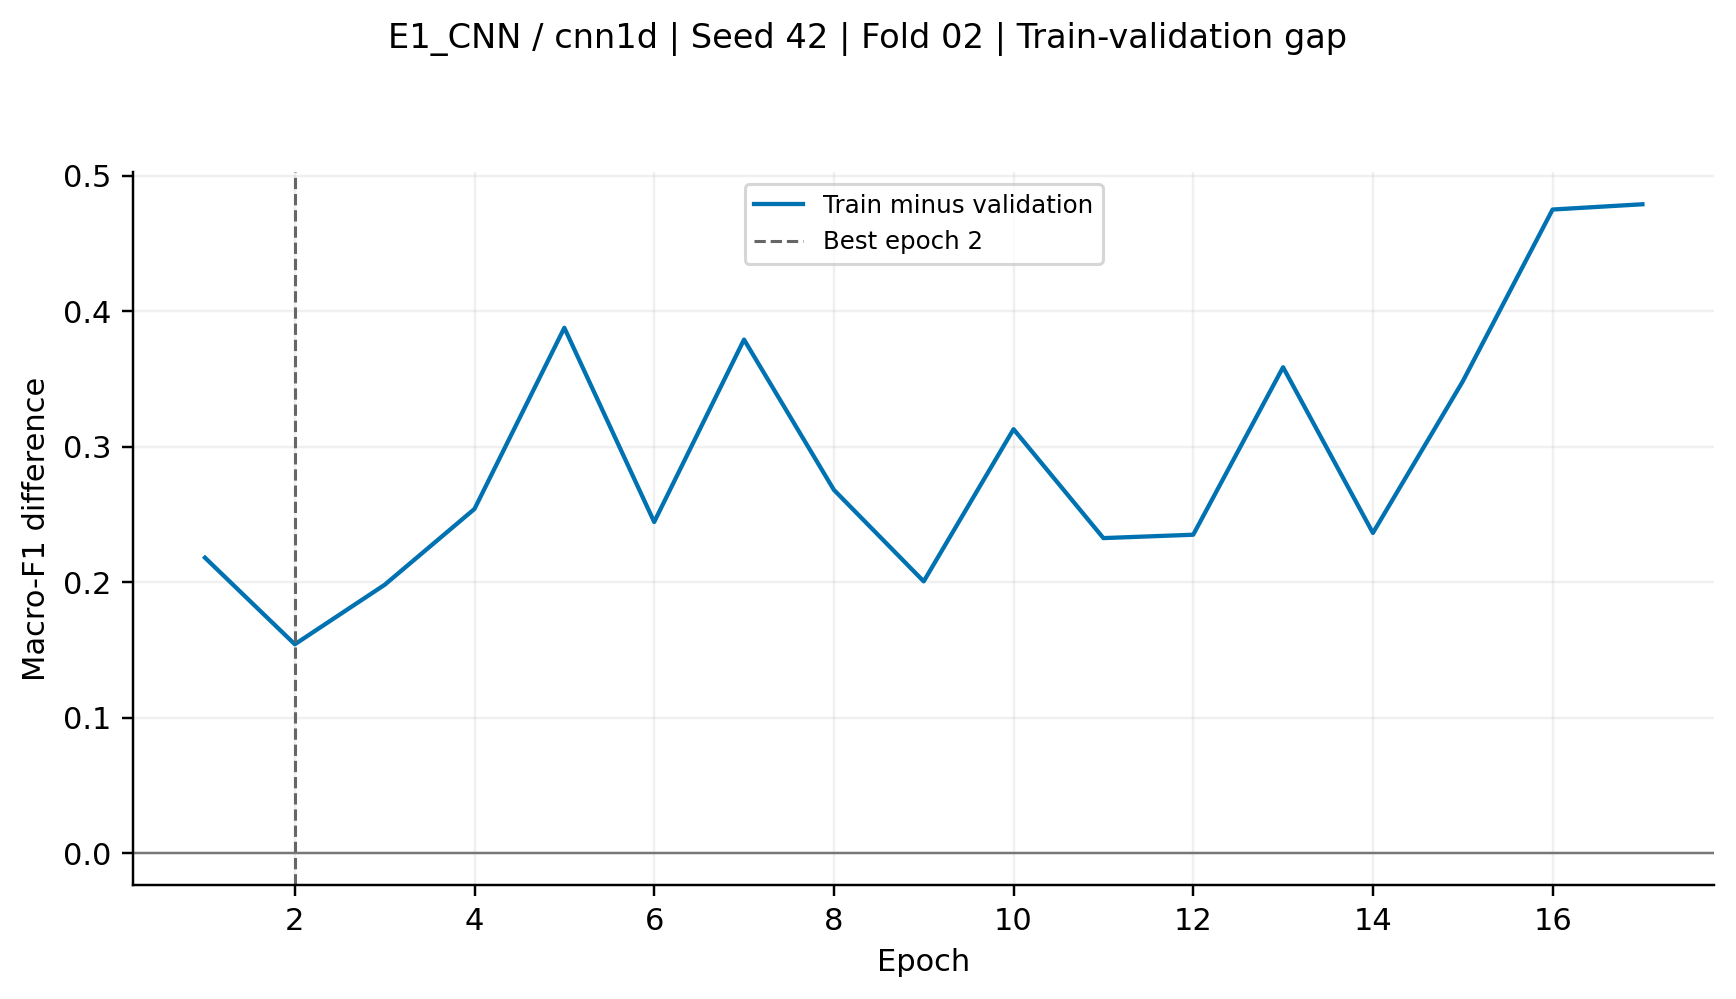 E1_CNN / cnn1d | Seed 42 | Fold 02 | Train-validation gap
Train minus validation
Best epoch 2
Macro-F1 difference
0.5
0.4
0.3
0.2
0.1
0.0
2 4 6 8 10 12 14 16
Epoch